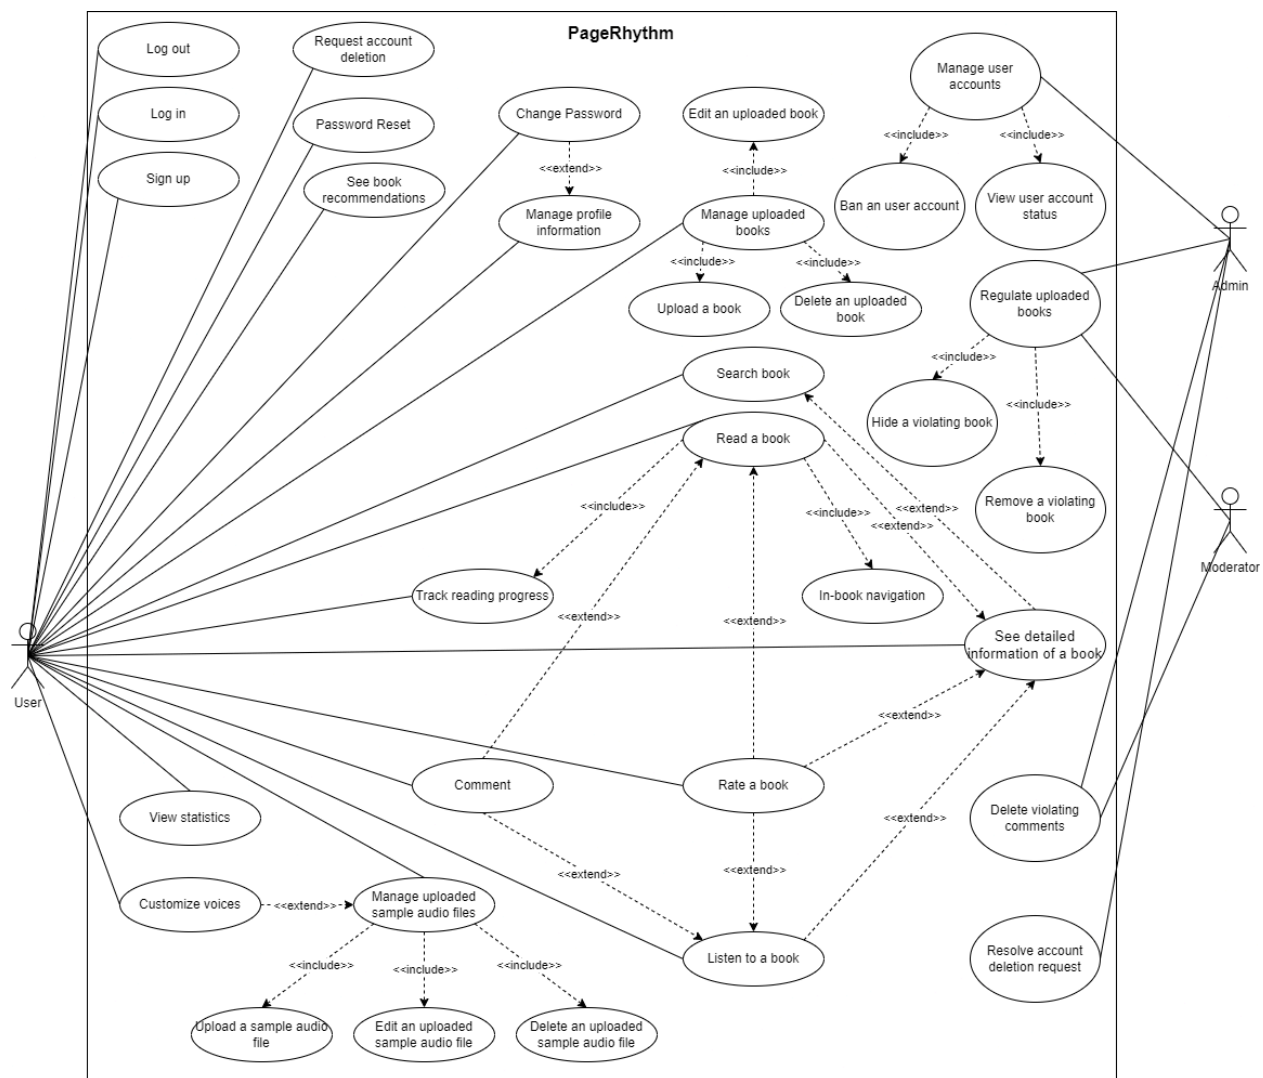 PageRhythm
Log out
Request account
deletion
Manage user
accounts
Log in
Change Password
Edit an uploaded book
Password Reset
<<include>>
<<include>>
<<extend>>
<<include>>
Sign up
See book
recommendations
Ban an user account
View user account
status
Manage profile
information
Manage uploaded
books
<<include>>
<<include>>
Admin
Upload a book
Delete an uploaded
book
Regulate uploaded
books
<<include>>
Search book
<<include>>
Hide a violating book
Read a book
<<include>>
<<include>>
<<extend>>
<<extend>>
Remove a violating
book
Moderator
Track reading progress
In-book navigation
<<extend>>
<<extend>>
See detailed
information of a book
User
<<extend>>
Comment
Rate a book
View statistics
Delete violating
comments
<<extend>>
<<extend>>
<<extend>>
Customize voices
<<extend>>
Manage uploaded
sample audio files
Listen to a book
Resolve account
deletion request
<<include>>
<<include>>
<<include>>
Upload a sample audio
file
Edit an uploaded
sample audio file
Delete an uploaded
sample audio file